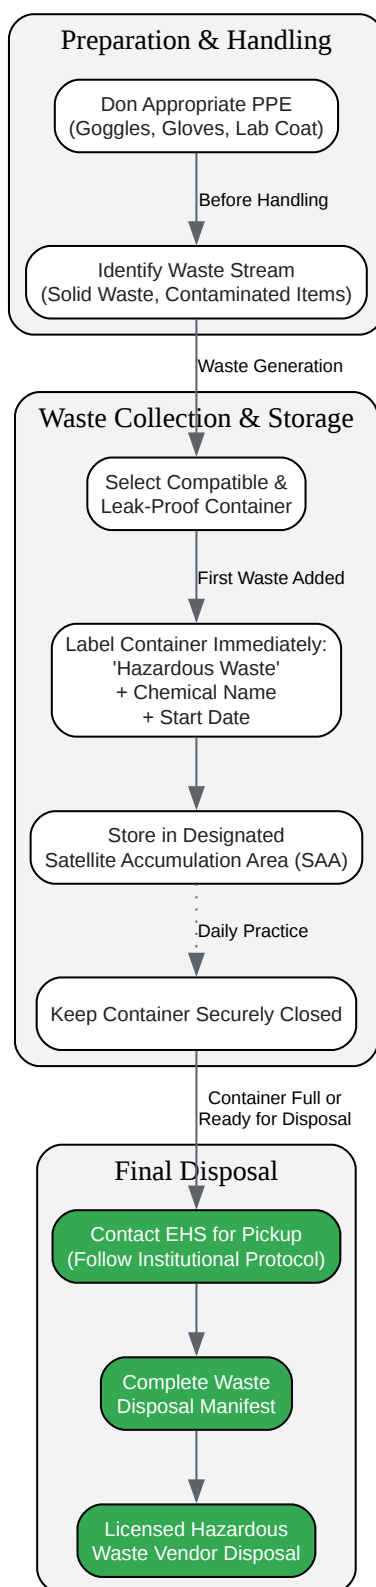 Preparation & Handling
Don Appropriate PPE
(Goggles, Gloves, Lab Coat)
Before Handling
Identify Waste Stream
(Solid Waste, Contaminated Items)
Waste Generation
Waste Collection & Storage
Select Compatible &
Leak-Proof Container
First Waste Added
Label Container Immediately:
'Hazardous Waste'
+ Chemical Name
+ Start Date
Store in Designated
Satellite Accumulation Area (SAA)
Daily Practice
Keep Container Securely Closed
Container Full or
Ready for Disposal
Final Disposal
Contact EHS for Pickup
(Follow Institutional Protocol)
Complete Waste
Disposal Manifest
Licensed Hazardous
Waste Vendor Disposal